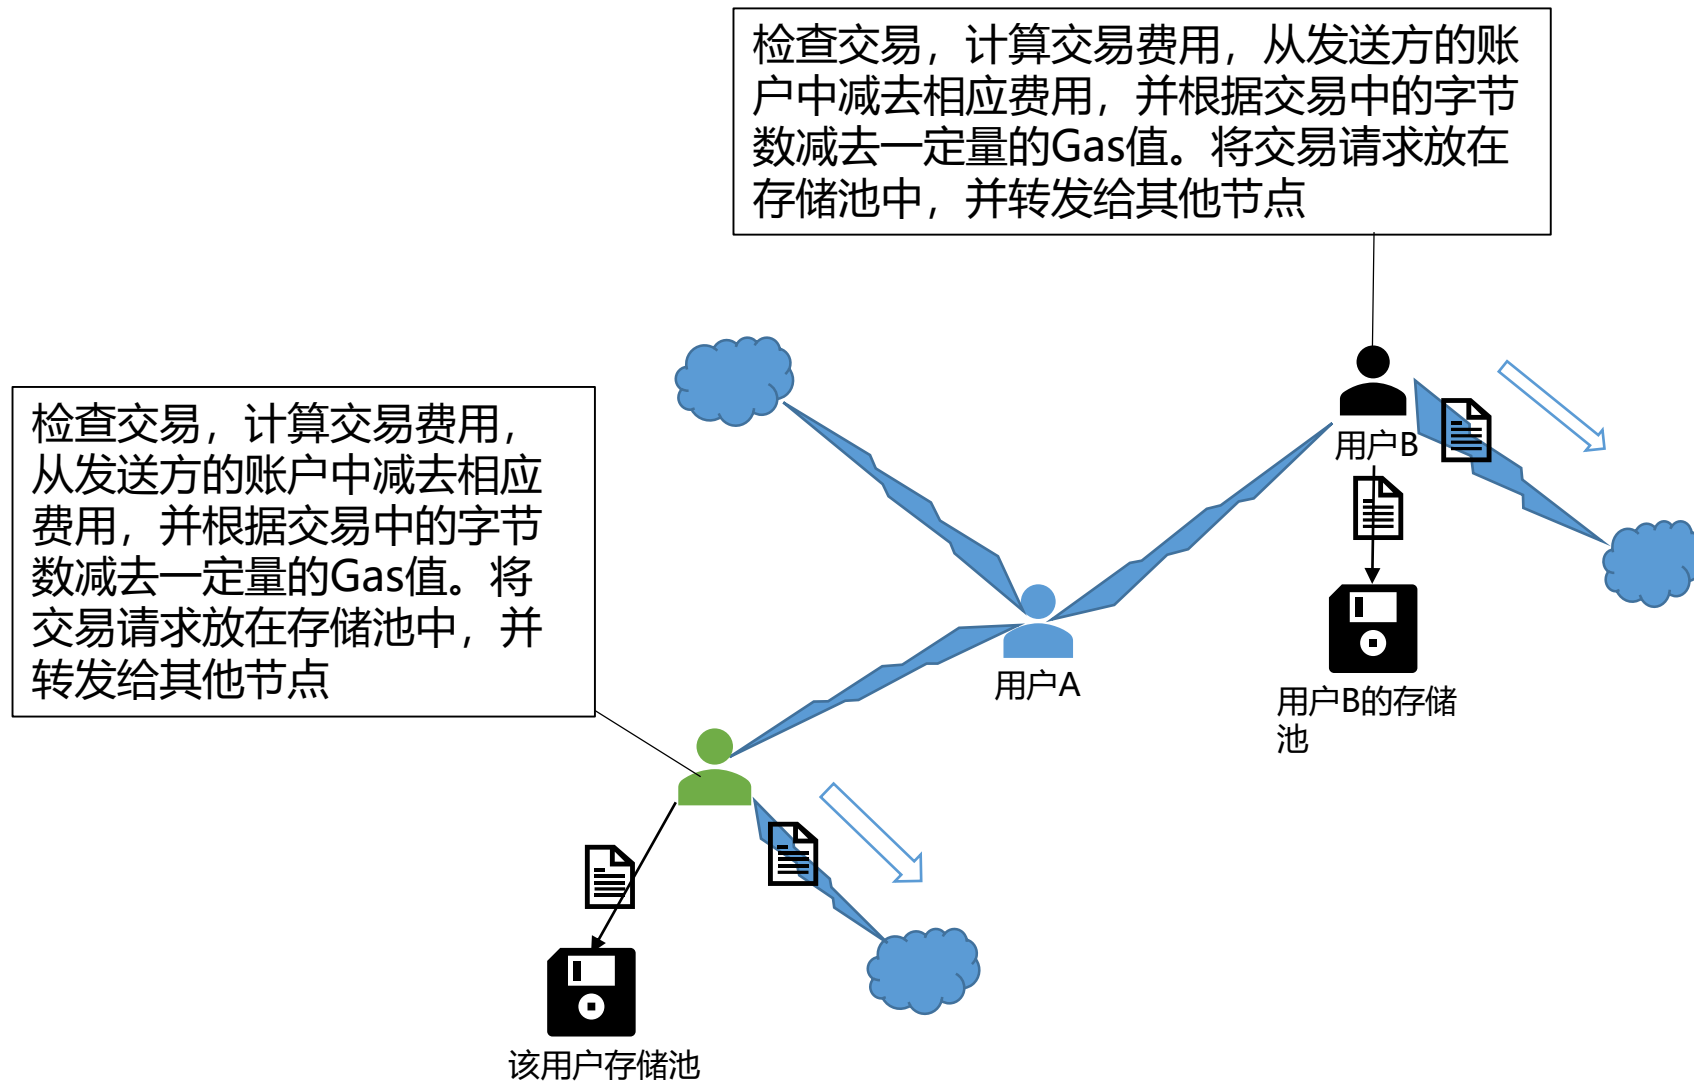 检查交易，计算交易费用，从发送方的账
户中减去相应费用，并根据交易中的字节
数减去一定量的Gas值。将交易请求放在
存储池中，并转发给其他节点
检查交易，计算交易费用，
从发送方的账户中减去相应
费用，并根据交易中的字节
数减去一定量的Gas值。将
交易请求放在存储池中，并
转发给其他节点
用户B
用户A
用户B的存储
池
该用户存储池